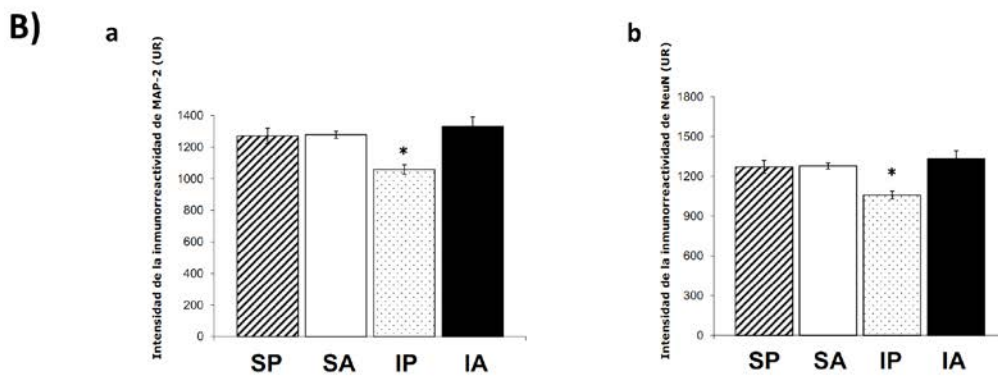 B)
a
Intensidad de la inmunorreactividad de MAP-2 (UR)
1400
1200
1000
800
600
400
200
0
*
SP SA IP IA
b
Intensidad de la inmunorreactividad de NeuN (UR)
1800
1500
1200
900
600
300
0
*
SP SA IP IA